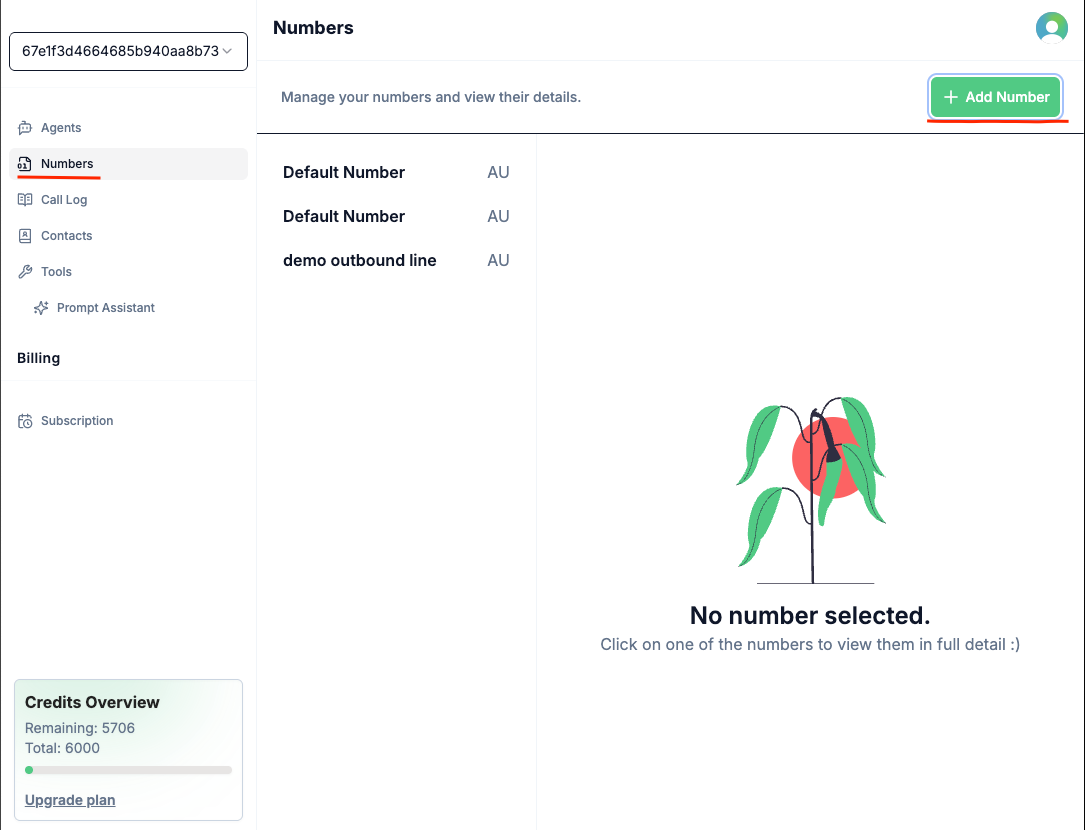 67e1f3d4664685b940aa8b73
Agents
Numbers
Call Log
Contacts
Tools
Prompt Assistant
Billing
Subscription
Credits Overview
Remaining: 5706
Total: 6000
Upgrade plan
Numbers
Manage your numbers and view their details.
Add Number
Default Number AU
Default Number AU
demo outbound line AU
No number selected.
Click on one of the numbers to view them in full detail :)